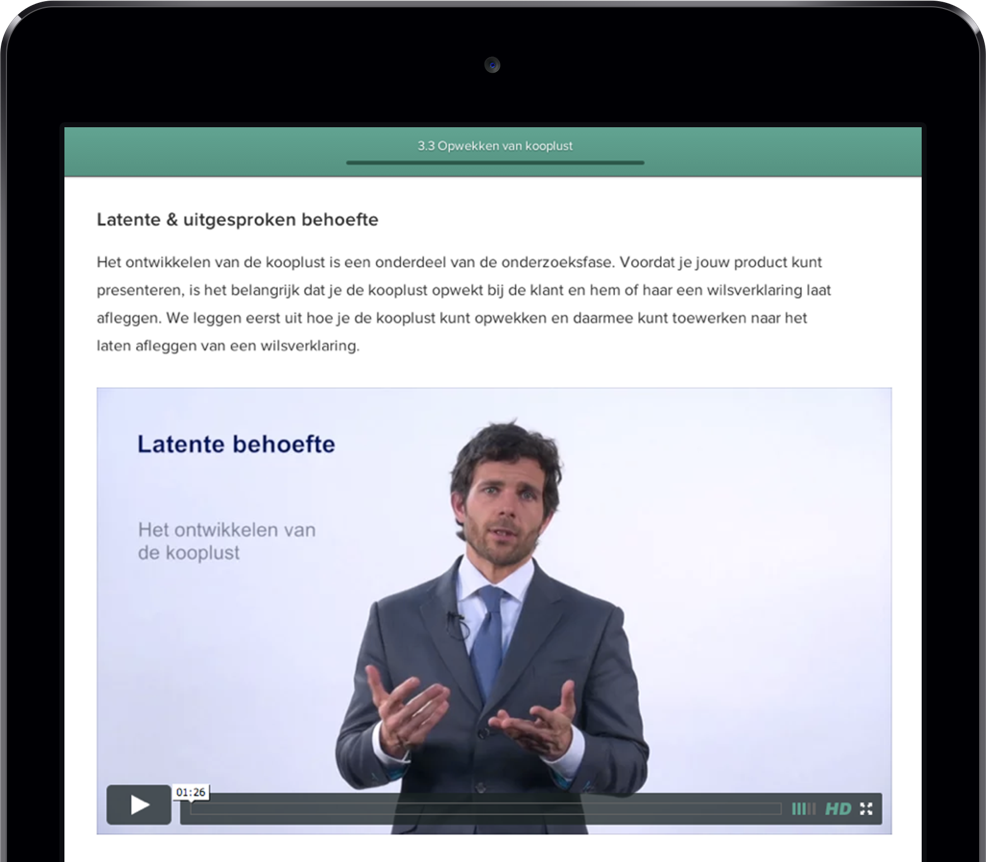 3.3 Opwekken van kooplust
Latente & uitgesproken behoefte
Het ontwikkelen van de kooplust is een onderdeel van de onderzoeksfase. Voordat je jouw product kunt
presenteren, is het belangrijk dat je de kooplust opwekt bij de klant en hem of haar een wilsverklaring laat
afleggen. We leggen eerst uit hoe je de kooplust kunt opwekken en daarmee kunt toewerken naar het
laten afleggen van een wilsverklaring.
Latente behoefte
Het ontwikkelen van
de kooplust
01:26
HD